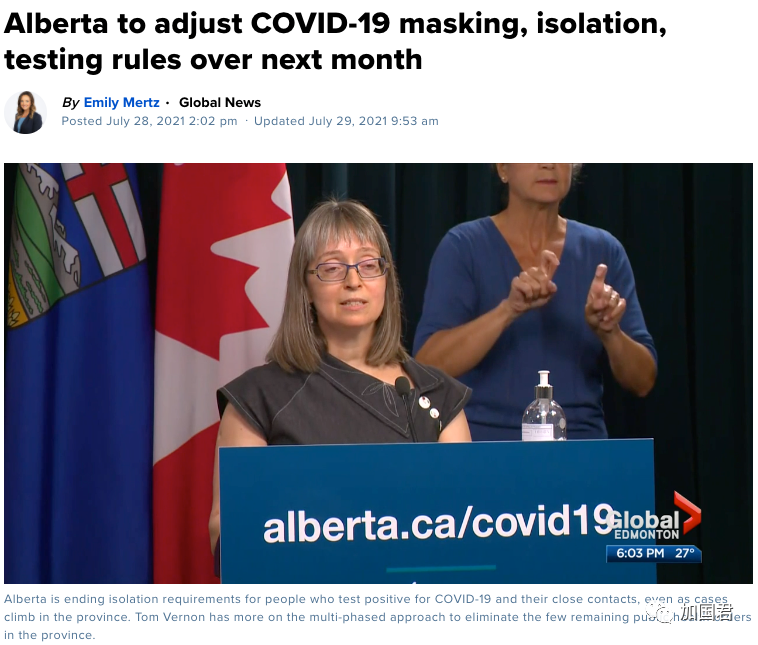 Alberta to adjust COVID-19 masking, isolation,
testing rules over next month
By Emily Mertz · Global News
Posted July 28, 2021 2:02 pm · Updated July 29, 2021 9:53 am
alberta.ca/covid19
Global
EDMONTON
6:03 PM 27°
Alberta is ending isolation requirements for people who test positive for COVID-19 and their close contacts, even as cases
climb in the province. Tom Vernon has more on the multi-phased approach to eliminate the few remaining
in the province.
加国君